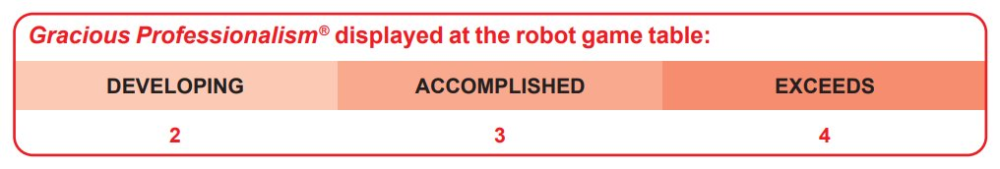 Gracious Professionalism® displayed at the robot game table:
DEVELOPING ACCOMPLISHED EXCEEDS
2 3 4